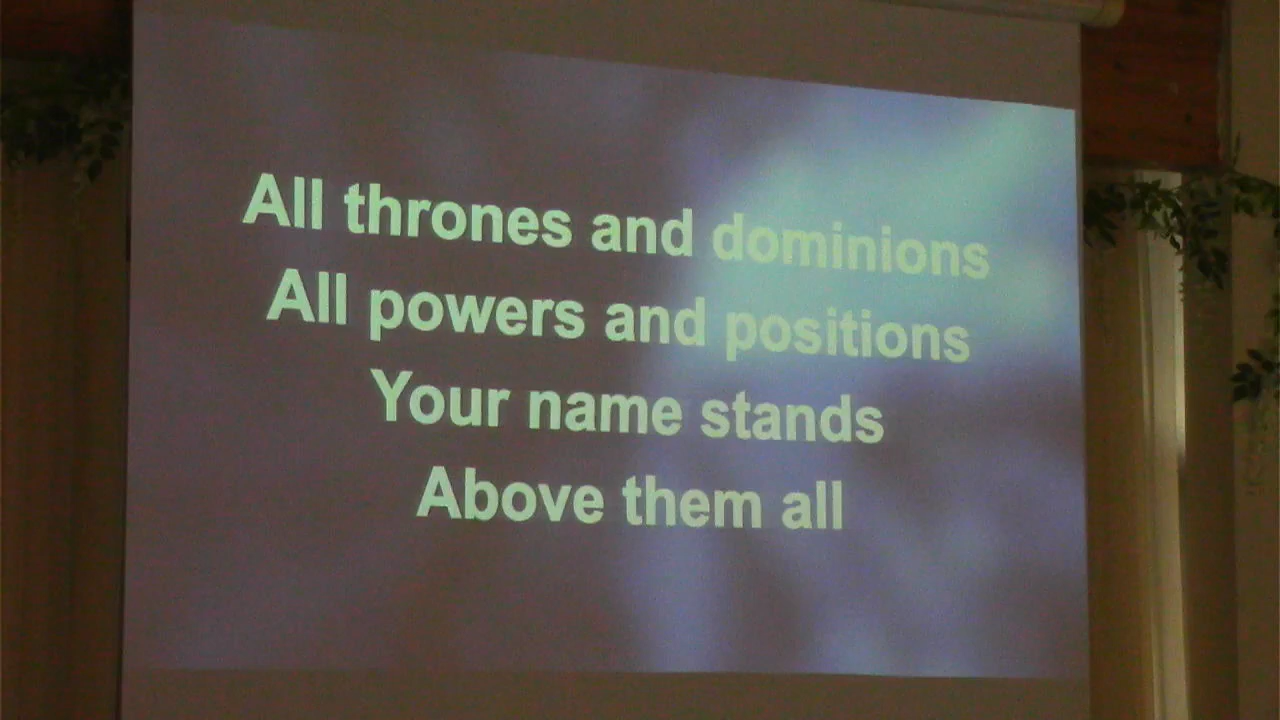 All thrones and dominions
All powers and positions
Your name stands
Above them all